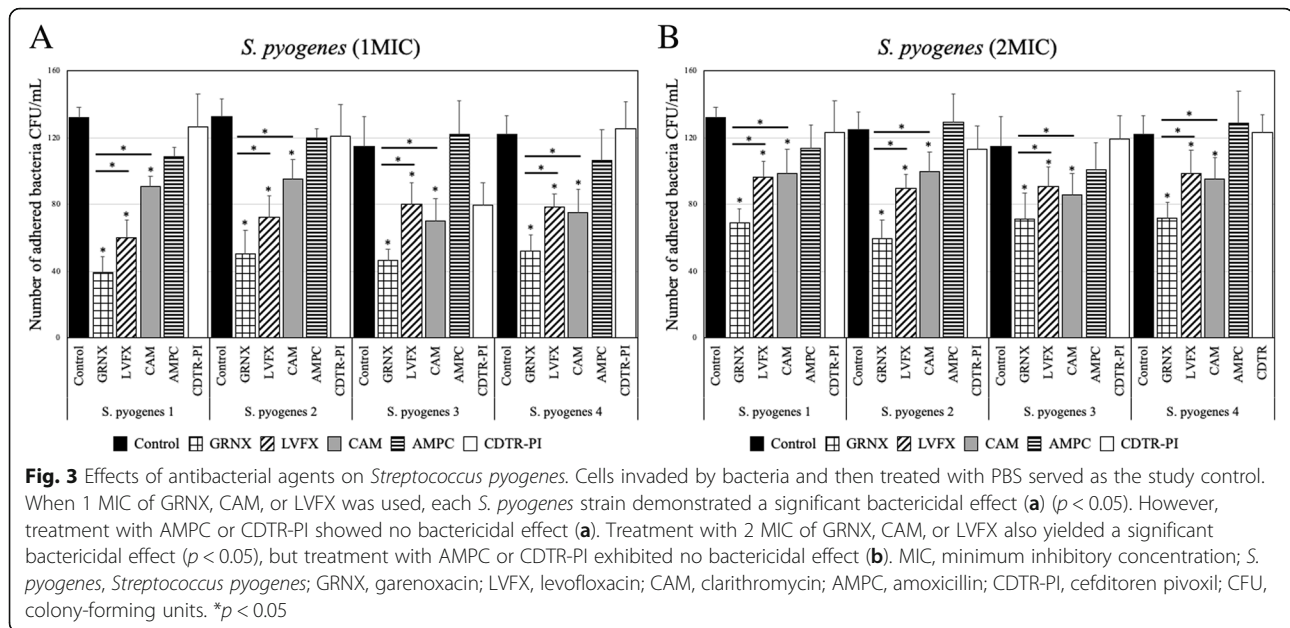 A
S. pyogenes (1MIC)
Number of adhered bacteria CFU/mL
160
120
80
40
0
* * * * *
* * * * *
* * * * *
* * * * *
Control GRNX LVFX CAM AMPC CDTR-PI Control GRNX LVFX CAM AMPC CDTR-PI Control GRNX LVFX CAM AMPC CDTR-PI Control GRNX LVFX CAM AMPC CDTR-PI
S. pyogenes 1 S. pyogenes 2 S. pyogenes 3 S. pyogenes 4
Control GRNX LVFX CAM AMPC CDTR-PI
B
S. pyogenes (2MIC)
Number of adhered bacteria CFU/mL
160
120
80
40
0
* * * * *
* * * * *
* * * * *
* * * * *
Control GRNX LVFX CAM AMPC CDTR-PI Control GRNX LVFX CAM AMPC CDTR-PI Control GRNX LVFX CAM AMPC CDTR-PI Control GRNX LVFX CAM AMPC CDTR
S. pyogenes 1 S. pyogenes 2 S. pyogenes 3 S. pyogenes 4
Control GRNX LVFX CAM AMPC CDTR-PI
Fig. 3 Effects of antibacterial agents on Streptococcus pyogenes. Cells invaded by bacteria and then treated with PBS served as the study control.
When 1 MIC of GRNX, CAM, or LVFX was used, each S. pyogenes strain demonstrated a significant bactericidal effect (a) (p < 0.05). However,
treatment with AMPC or CDTR-PI showed no bactericidal effect (a). Treatment with 2 MIC of GRNX, CAM, or LVFX also yielded a significant
bactericidal effect (p < 0.05), but treatment with AMPC or CDTR-PI exhibited no bactericidal effect (b). MIC, minimum inhibitory concentration; S.
pyogenes, Streptococcus pyogenes; GRNX, garenoxacin; LVFX, levofloxacin; CAM, clarithromycin; AMPC, amoxicillin; CDTR-PI, cefditoren pivoxil; CFU,
colony-forming units. *p < 0.05